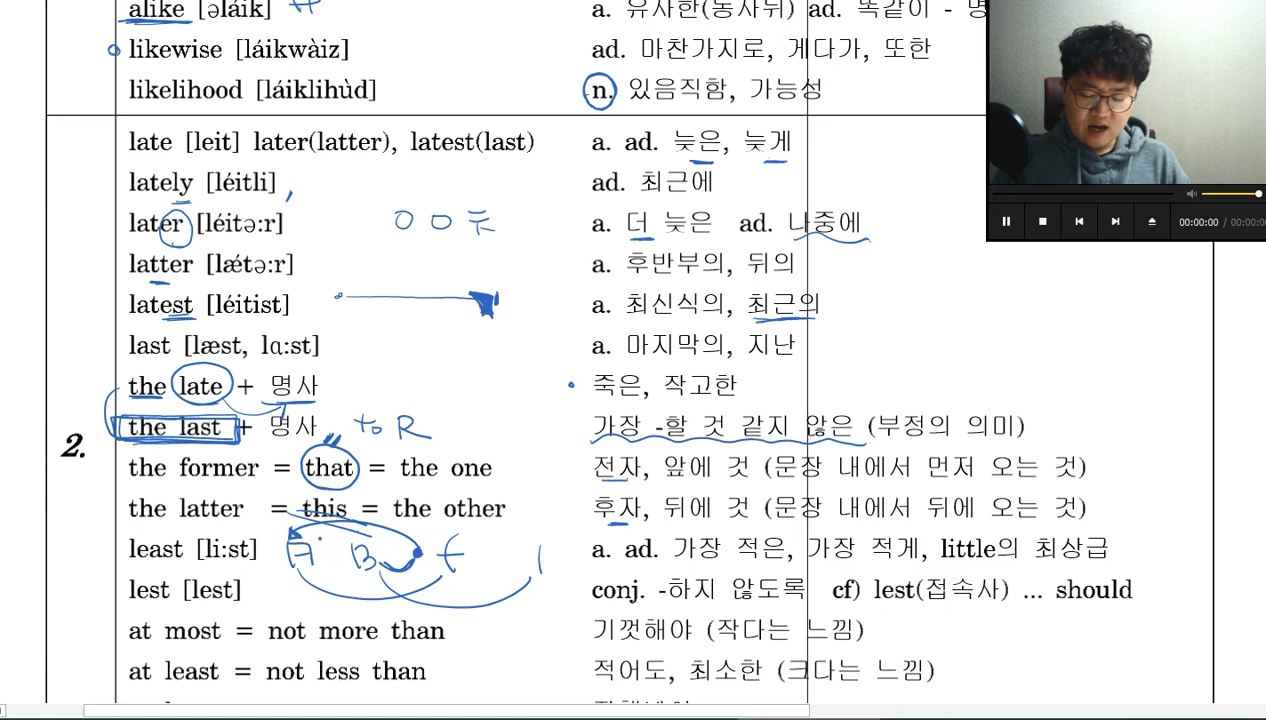 alike [əláik] a. 유사한(동사뒤) ad. 똑같이 - 명
likewise [láikwàiz] ad. 마찬가지로, 게다가, 또한
likelihood [láiklihùd] n. 있음직함, 가능성
late [leit] later(latter), latest(last) a. ad. 늦은, 늦게
lately [léitli] ad. 최근에
later [léitə:r] a. 더 늦은 ad. 나중에
latter [lǽtə:r] a. 후반부의, 뒤의
latest [léitist] a. 최신식의, 최근의
last [læst, lɑ:st] a. 마지막의, 지난
the late + 명사 죽은, 작고한
the last + 명사 to R 가장 -할 것 같지 않은 (부정의 의미)
2.
the former = that = the one 전자, 앞에 것 (문장 내에서 먼저 오는 것)
the latter = this = the other 후자, 뒤에 것 (문장 내에서 뒤에 오는 것)
least [li:st] A B f l a. ad. 가장 적은, 가장 적게, little의 최상급
lest [lest] conj. -하지 않도록 cf) lest(접속사) ... should
at most = not more than 기껏해야 (작다는 느낌)
at least = not less than 적어도, 최소한 (크다는 느낌)
00:00:00 / 00:00:0